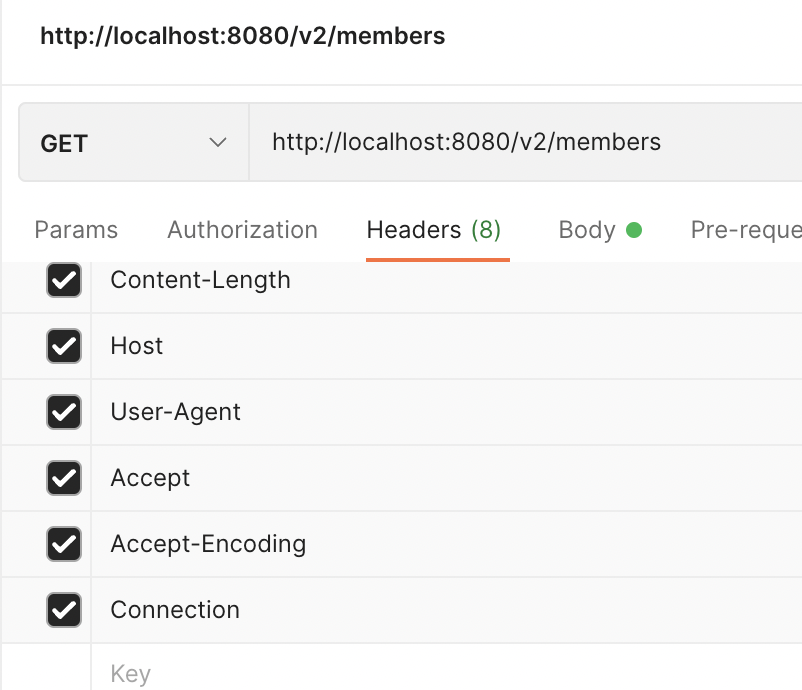 http://localhost:8080/v2/members
GET http://localhost:8080/v2/members
Params Authorization Headers (8) Body Pre-reque
Content-Length
Host
User-Agent
Accept
Accept-Encoding
Connection
Key